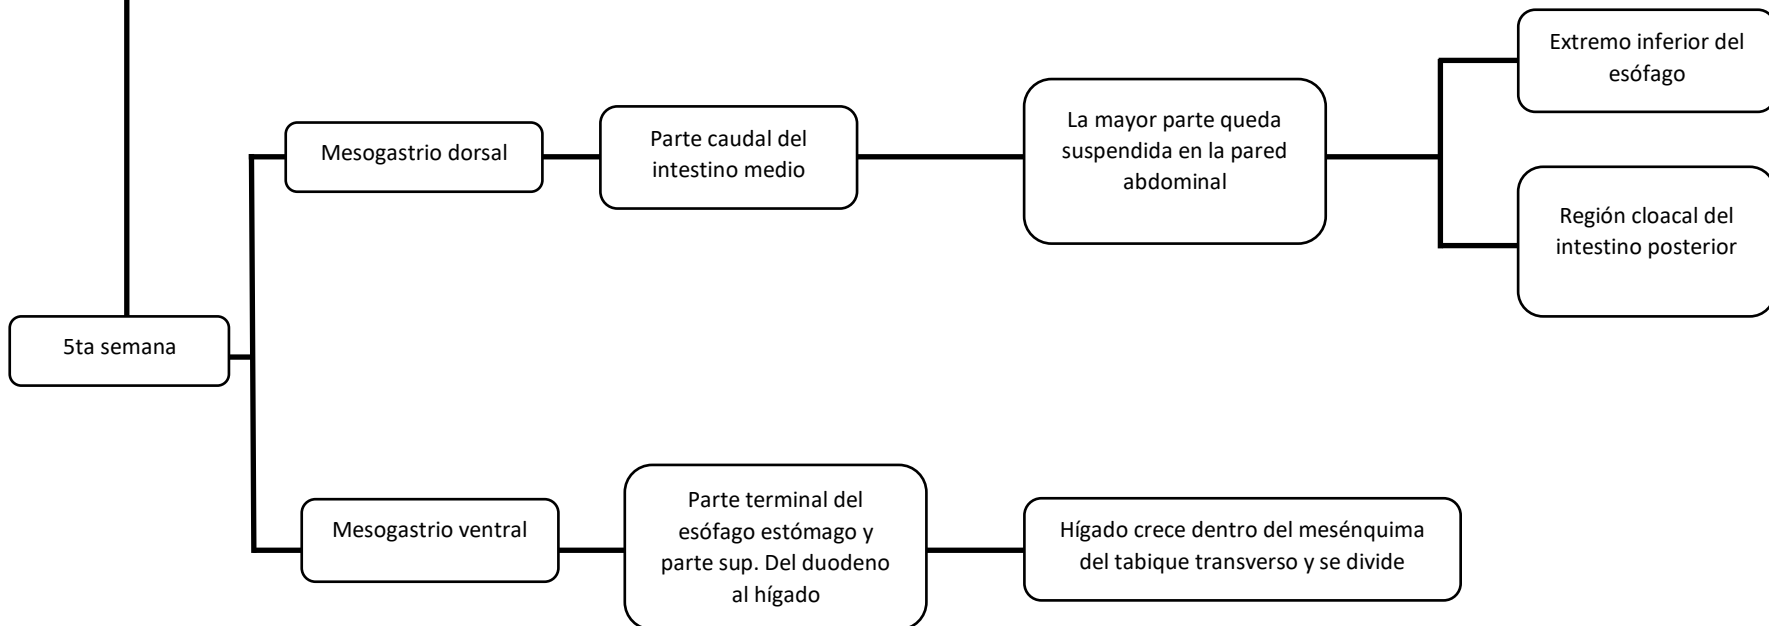 Extremo inferior del
esófago
Mesogastrio dorsal
Parte caudal del
intestino medio
La mayor parte queda
suspendida en la pared
abdominal
Región cloacal del
intestino posterior
5ta semana
Mesogastrio ventral
Parte terminal del
esófago estómago y
parte sup. Del duodeno
al hígado
Hígado crece dentro del mesénquima
del tabique transverso y se divide